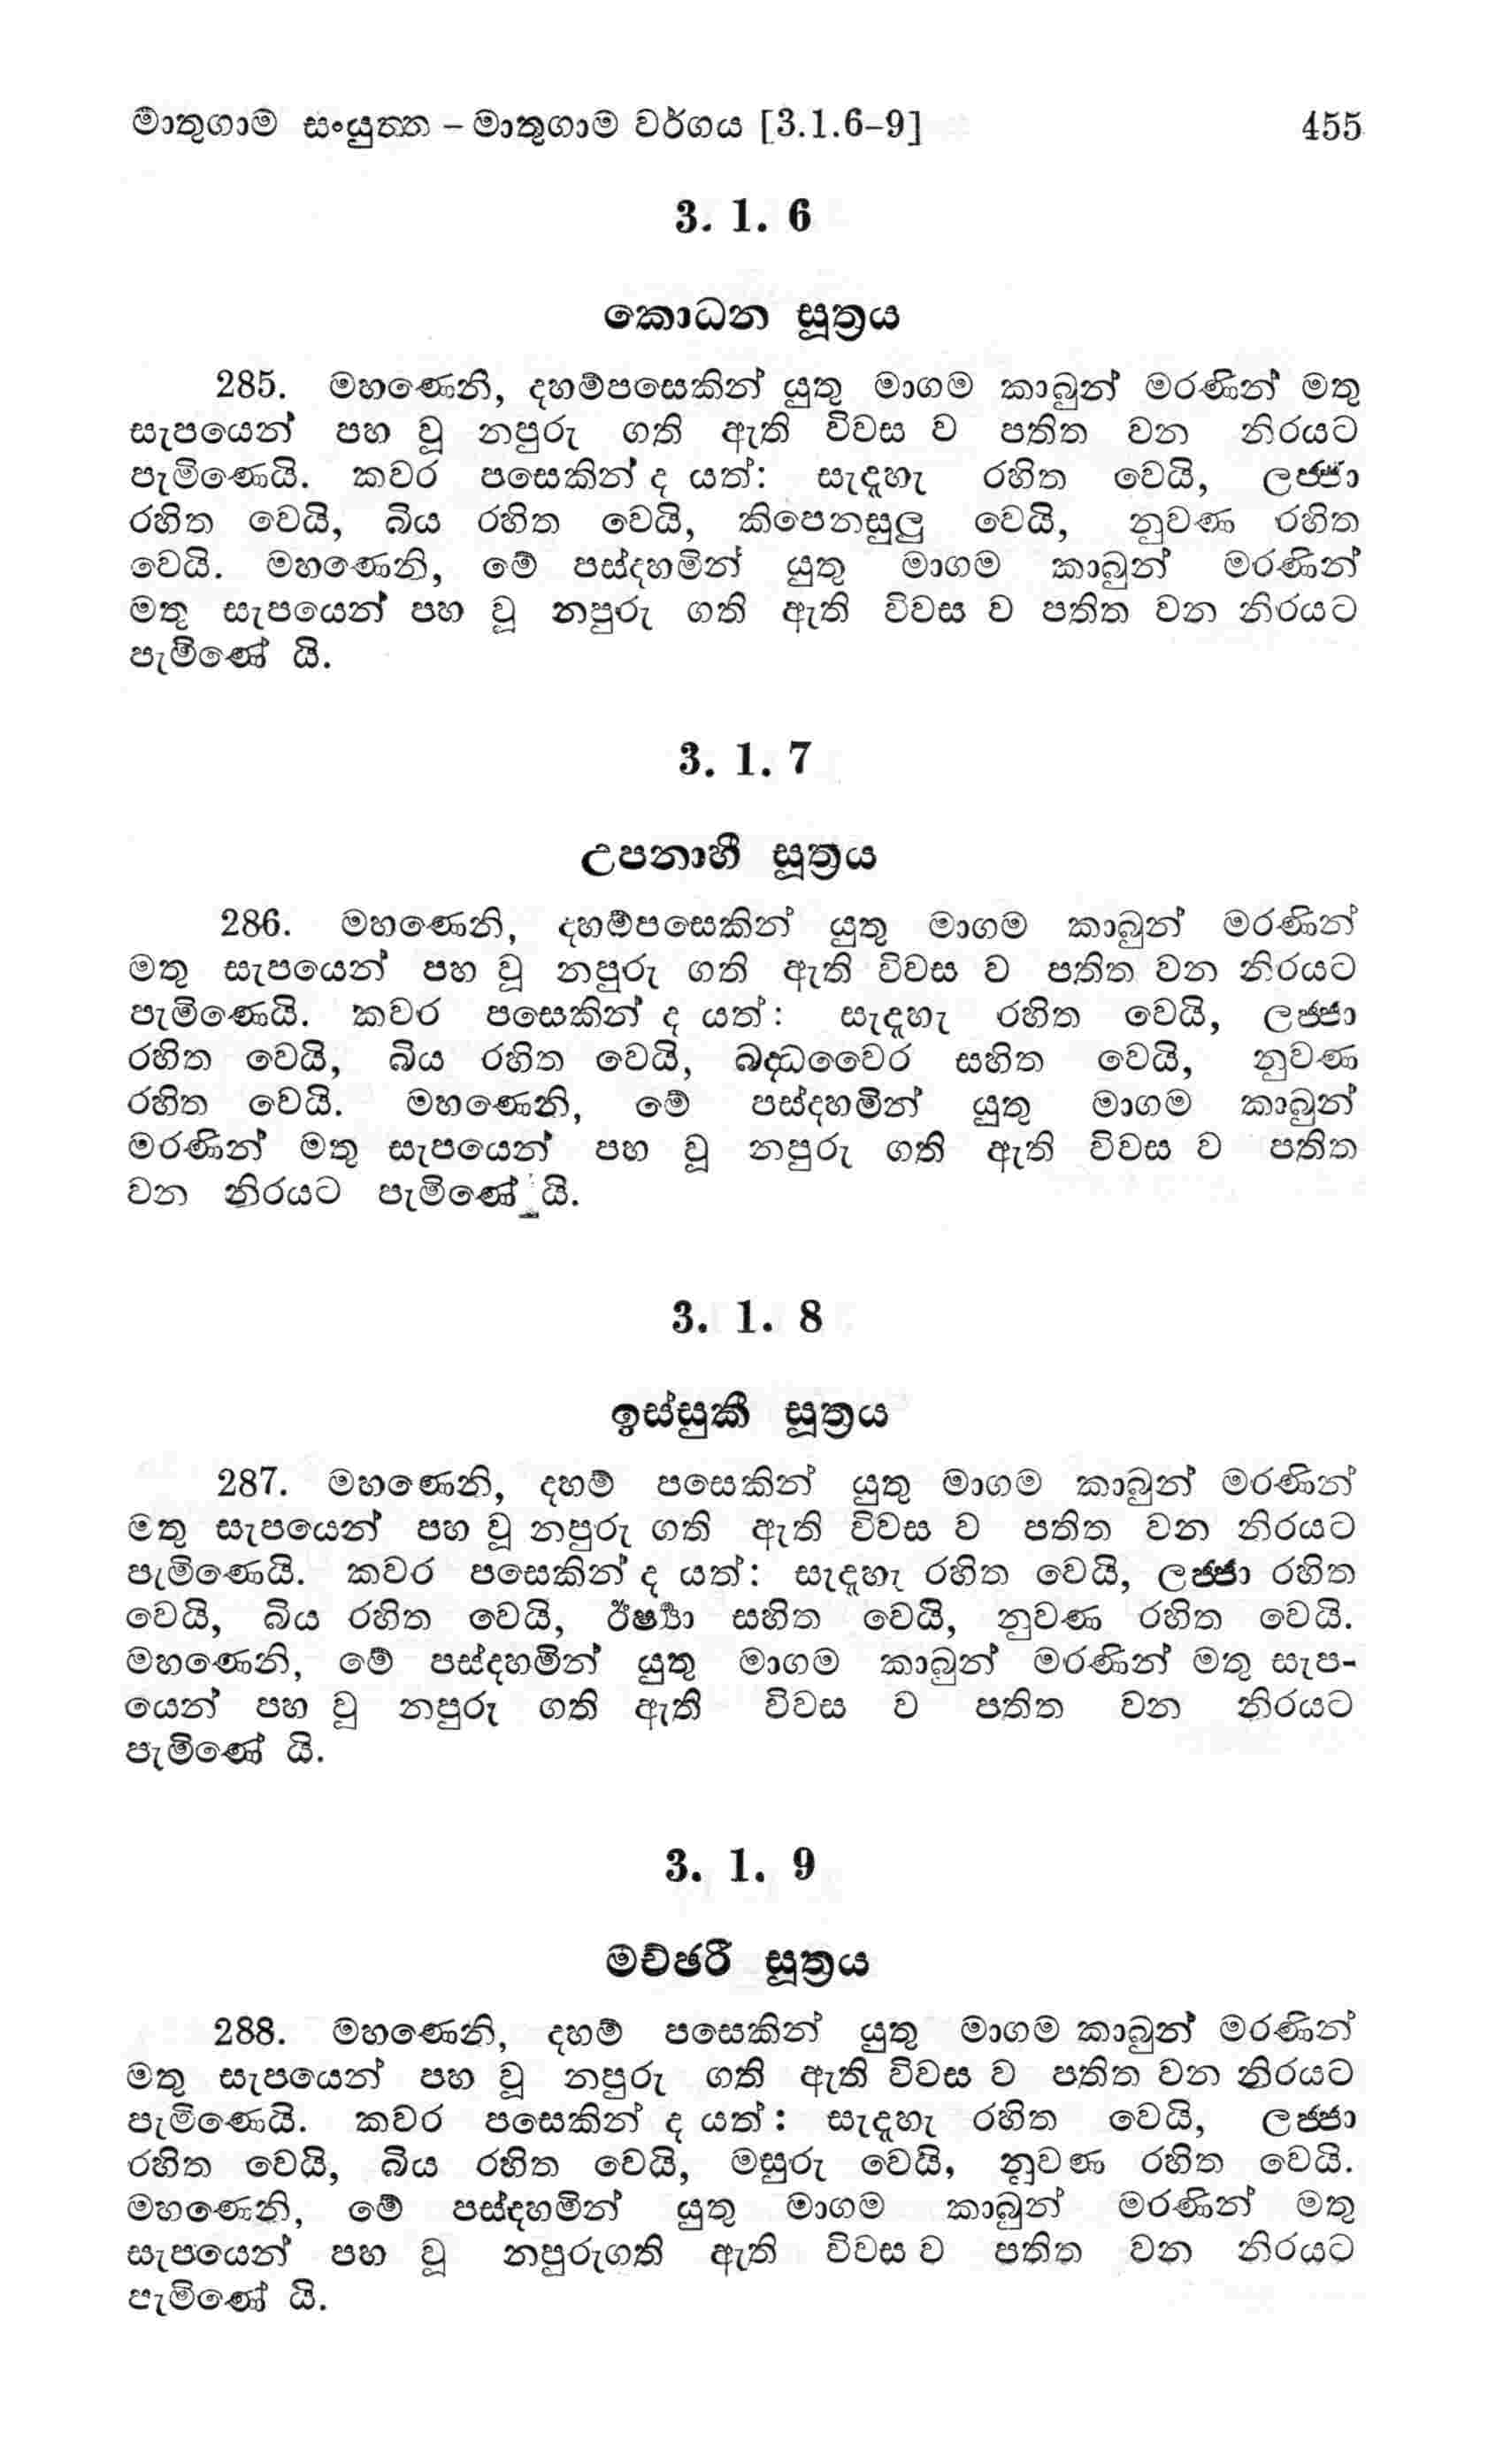 මාතුගාම සංයුත්ත – මාතුගාම වර්ගය [3.1.6–9] 455
3. 1. 6
කොධන සූත්‍රය
285. මහණෙනි, දහම්පසෙකින් යුතු මාගම කාබුන් මරණින් මතු
සැපයෙන් පහ වූ නපුරු ගති ඇති විවස ව පතිත වන නිරයට
පැමිණෙයි. කවර පසෙකින් ද යත්: සැදැහැ රහිත වෙයි, ලජ්ජා
රහිත වෙයි, බිය රහිත වෙයි, කිපෙනසුලු වෙයි, නුවණ රහිත
වෙයි. මහණෙනි, මේ පස්දහමින් යුතු මාගම කාබුන් මරණින්
මතු සැපයෙන් පහ වූ නපුරු ගති ඇති විවස ව පතිත වන නිරයට
පැමිණේ යි.
3. 1. 7
උපනාහී සූත්‍රය
286. මහණෙනි, දහම්පසෙකින් යුතු මාගම කාබුන් මරණින්
මතු සැපයෙන් පහ වූ නපුරු ගති ඇති විවස ව පතිත වන නිරයට
පැමිණෙයි. කවර පසෙකින් ද යත්: සැදැහැ රහිත වෙයි, ලජ්ජා
රහිත වෙයි, බිය රහිත වෙයි, බද්ධවෛර සහිත වෙයි, නුවණ
රහිත වෙයි. මහණෙනි, මේ පස්දහමින් යුතු මාගම කාබුන්
මරණින් මතු සැපයෙන් පහ වූ නපුරු ගති ඇති විවස ව පතිත
වන නිරයට පැමිණේ යි.
3. 1. 8
ඉස්සුකී සූත්‍රය
287. මහණෙනි, දහම් පසෙකින් යුතු මාගම කාබුන් මරණින්
මතු සැපයෙන් පහ වූ නපුරු ගති ඇති විවස ව පතිත වන නිරයට
පැමිණෙයි. කවර පසෙකින් ද යත්: සැදැහැ රහිත වෙයි, ලජ්ජා රහිත
වෙයි, බිය රහිත වෙයි, ඊර්ෂ්‍යා සහිත වෙයි, නුවණ රහිත වෙයි.
මහණෙනි, මේ පස්දහමින් යුතු මාගම කාබුන් මරණින් මතු සැප-
යෙන් පහ වූ නපුරු ගති ඇති විවස ව පතිත වන නිරයට
පැමිණේ යි.
3. 1. 9
මච්ඡරී සූත්‍රය
288. මහණෙනි, දහම් පසෙකින් යුතු මාගම කාබුන් මරණින්
මතු සැපයෙන් පහ වූ නපුරු ගති ඇති විවස ව පතිත වන නිරයට
පැමිණෙයි. කවර පසෙකින් ද යත්: සැදැහැ රහිත වෙයි, ලජ්ජා
රහිත වෙයි, බිය රහිත වෙයි, මසුරු වෙයි, නුවණ රහිත වෙයි.
මහණෙනි, මේ පස්දහමින් යුතු මාගම කාබුන් මරණින් මතු
සැපයෙන් පහ වූ නපුරුගති ඇති විවස ව පතිත වන නිරයට
පැමිණේ යි.